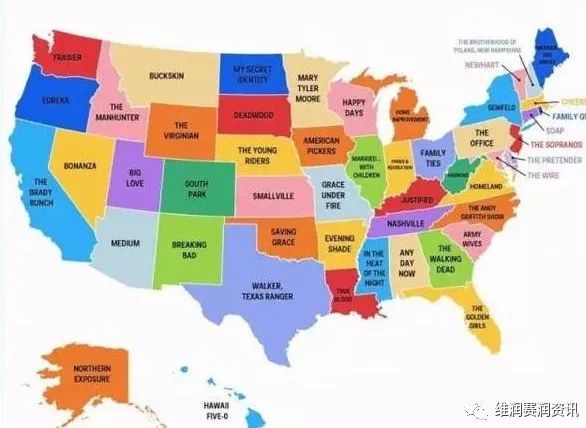 FRASIER
EUREKA
THE
MANHUNTER
BUCKSKIN
MY SECRET
IDENTITY
MARY
TYLER
MOORE
THE BROTHERHOOD OF
POLAND, NEW HAMPSHIRE
NEWHART
HAPPY
DAYS
HOME
IMPROVEMENT
SEINFELD
CHEERS
FAMILY GU
SOAP
THE SOPRANOS
THE PRETENDER
THE WIRE
THE
VIRGINIAN
DEADWOOD
THE YOUNG
RIDERS
AMERICAN
PICKERS
MARRIED...
WITH
CHILDREN
PARKS &
RECREATION
FAMILY
TIES
THE
OFFICE
HOMELAND
THE
BRADY
BUNCH
BONANZA
BIG
LOVE
SOUTH
PARK
SMALLVILLE
GRACE
UNDER
FIRE
JUSTIFIED
NASHVILLE
THE ANDY
GRIFFITH SHOW
ARMY
WIVES
MEDIUM
BREAKING
BAD
SAVING
GRACE
EVENING
SHADE
WALKER,
TEXAS RANGER
TRUE
BLOOD
IN THE
HEAT OF
THE
NIGHT
ANY
DAY
NOW
THE
WALKING
DEAD
THE
GOLDEN
GIRLS
NORTHERN
EXPOSURE
HAWAII
FIVE-0
维润赛润资讯